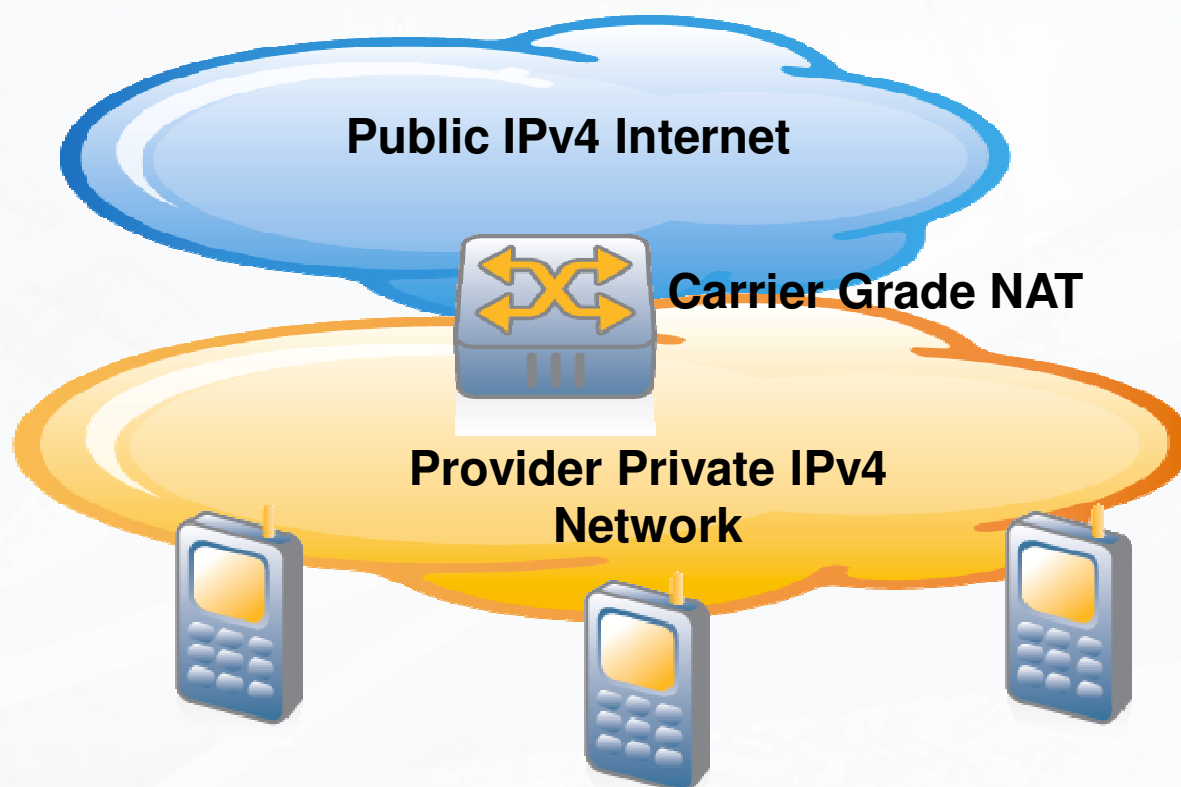 Public IPv4 Internet
Carrier Grade NAT
Provider Private IPv4
Network